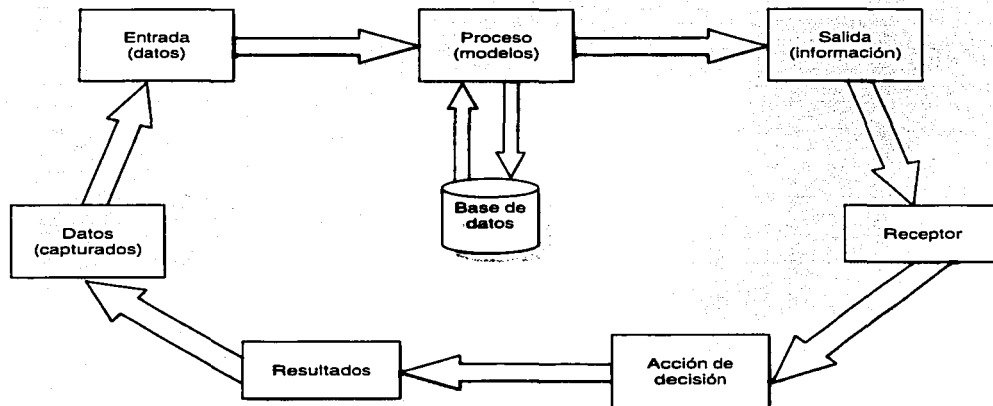 Entrada
(datos)
Proceso
(modelos)
Salida
(información)
Base de
datos
Datos
(capturados)
Receptor
Resultados
Acción de
decisión